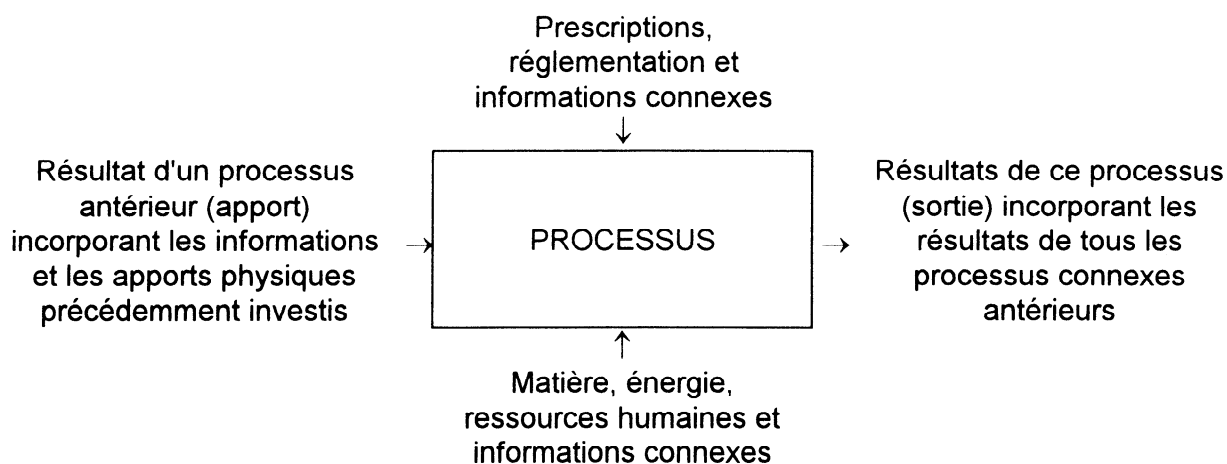 Prescriptions,
réglementation et
informations connexes
Résultat d'un processus
antérieur (apport)
incorporant les informations
et les apports physiques
précédemment investis
PROCESSUS
Résultats de ce processus
(sortie) incorporant les
résultats de tous les
processus connexes
antérieurs
Matière, énergie,
ressources humaines et
informations connexes